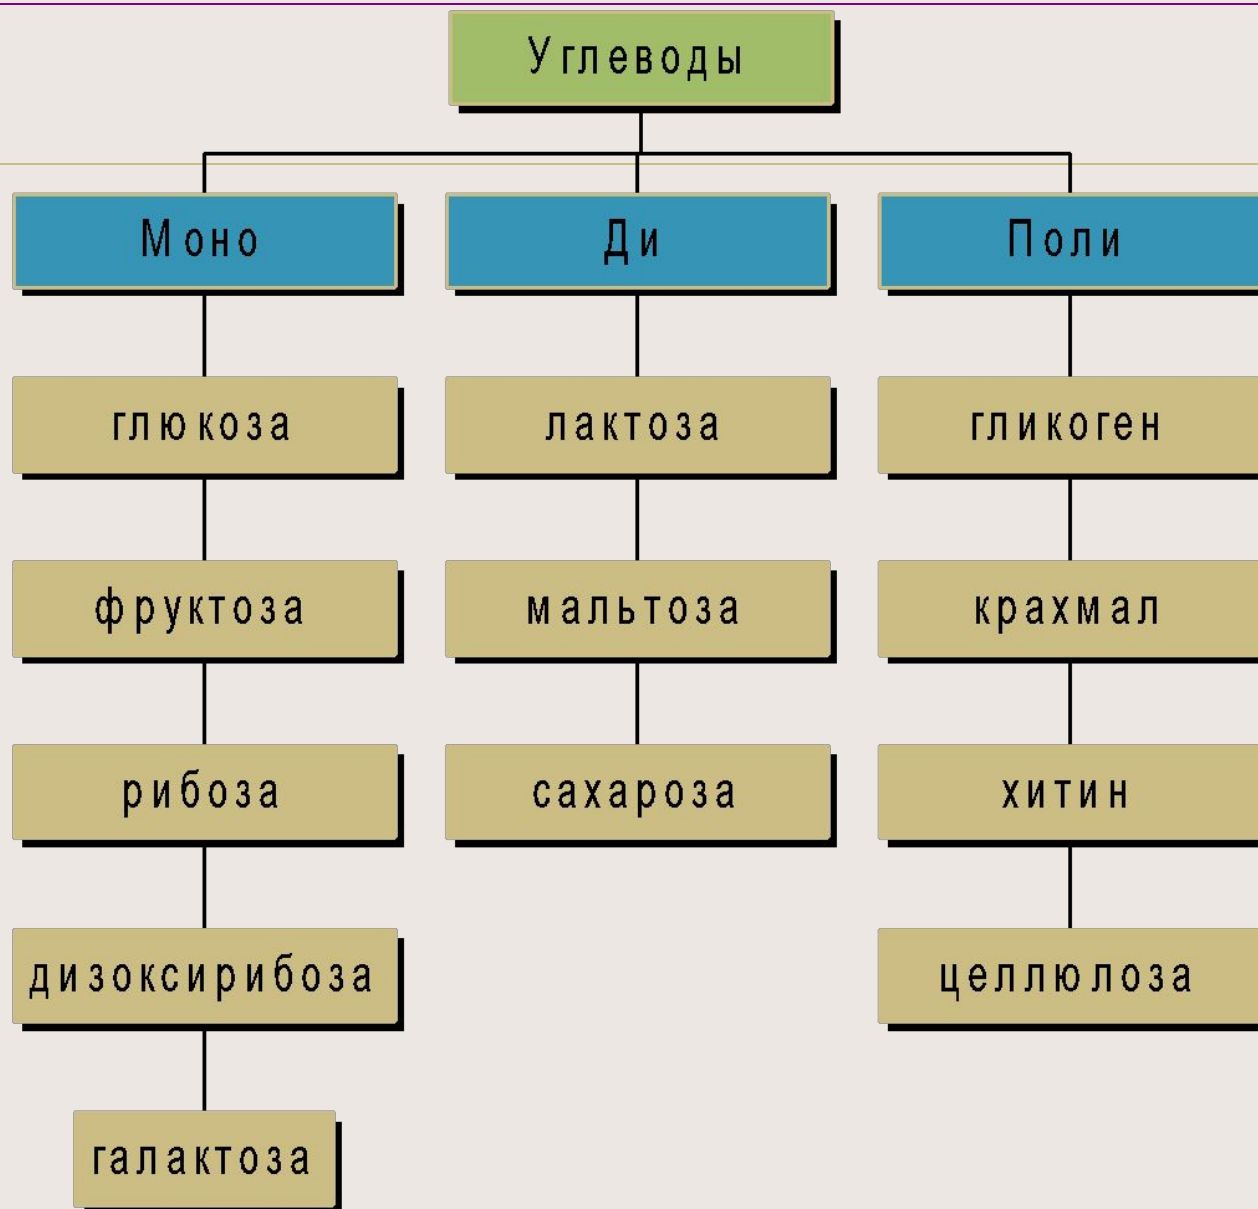 Углеводы
Моно
Ди
Поли
глюкоза
лактоза
гликоген
фруктоза
мальтоза
крахмал
рибоза
сахароза
хитин
дизоксирибоза
целлюлоза
галактоза